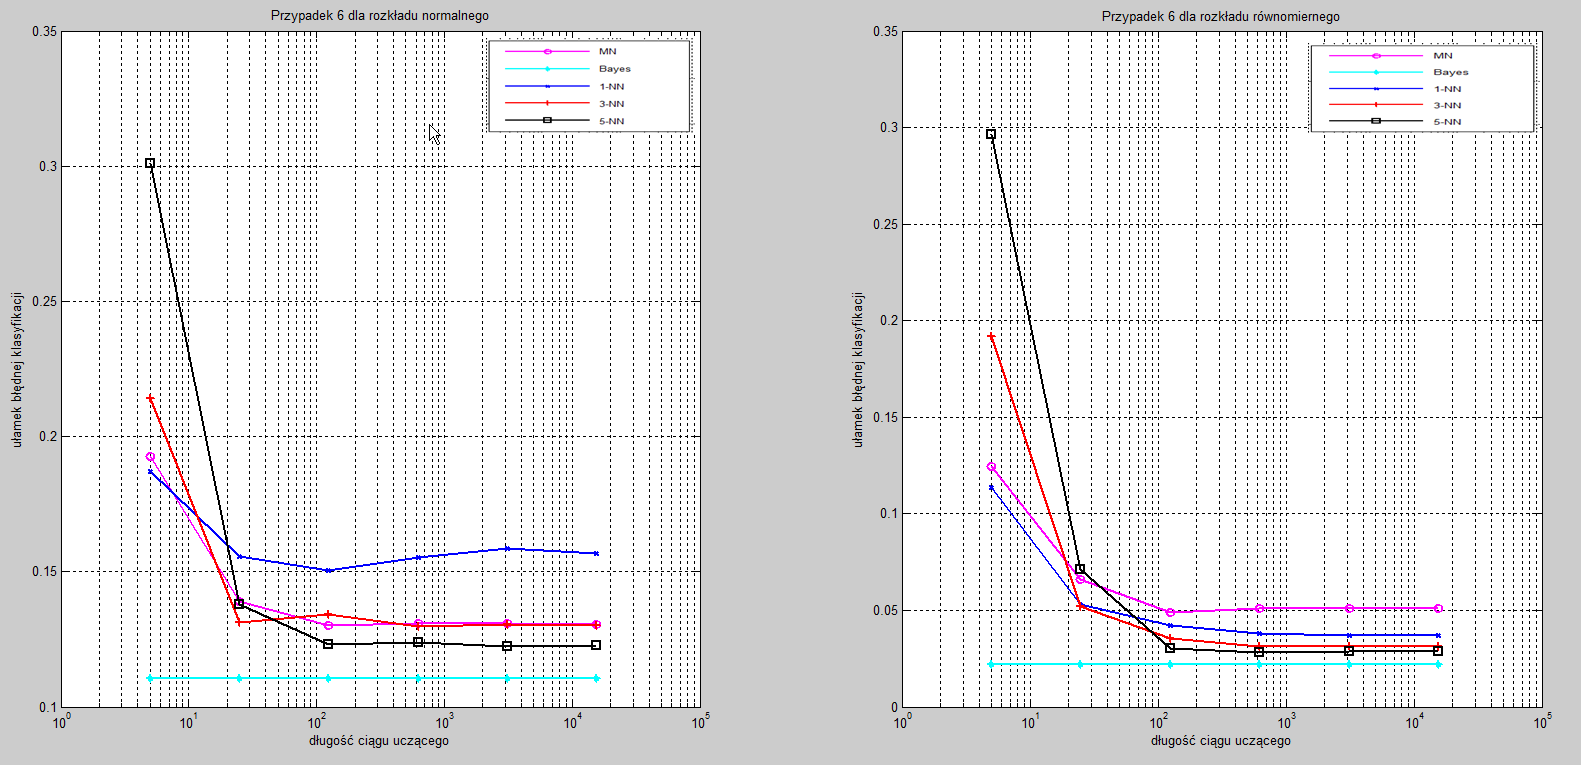 Przypadek 6 dla rozkładu normalnego
0.35
0.3
0.25
0.2
0.15
0.1
ułamek błędnej klasyfikacji
MN
Bayes
1-NN
3-NN
5-NN
10^0 10^1 10^2 10^3 10^4 10^5
długość ciągu uczącego
Przypadek 6 dla rozkładu równomiernego
0.35
0.3
0.25
0.2
0.15
0.1
0.05
0
ułamek błędnej klasyfikacji
MN
Bayes
1-NN
3-NN
5-NN
10^0 10^1 10^2 10^3 10^4 10^5
długość ciągu uczącego